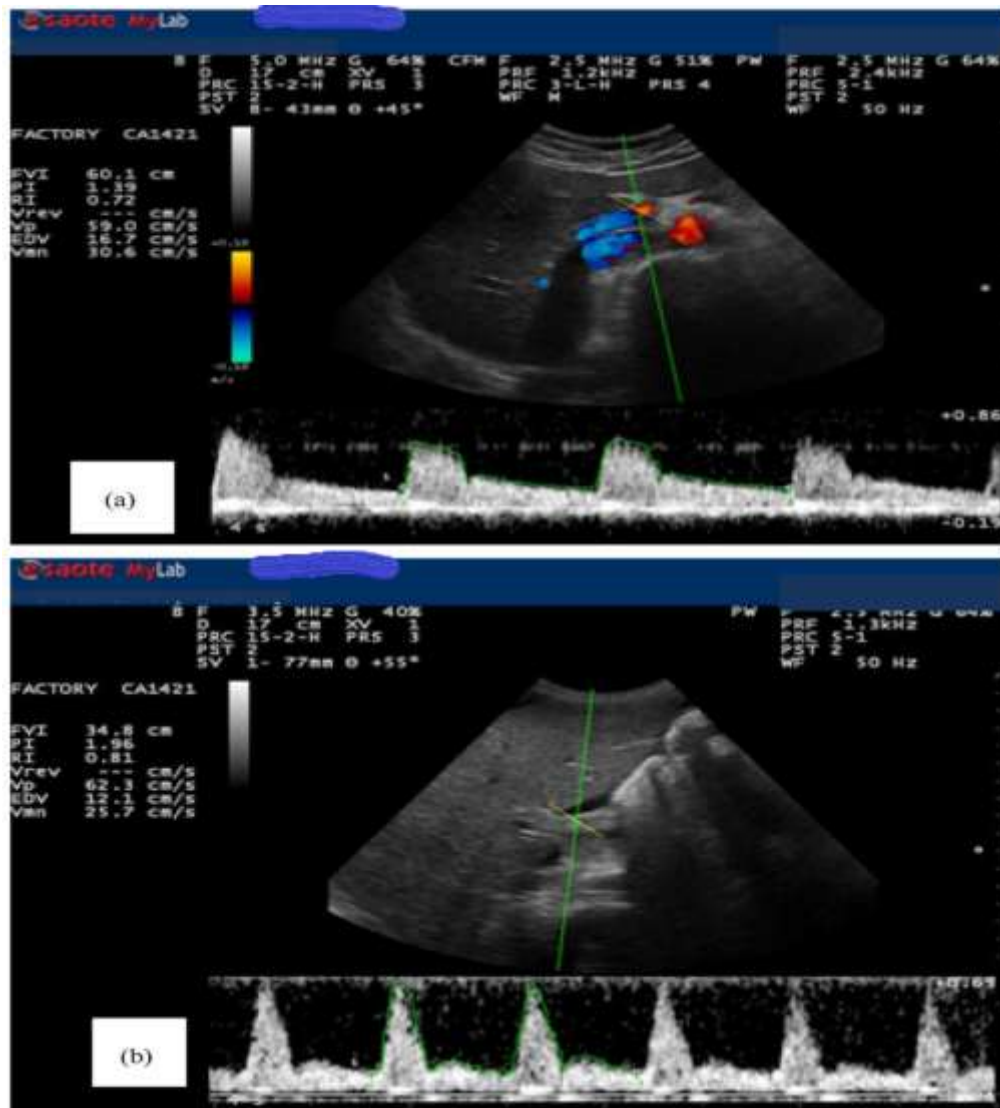 esaote MyLab
B F 5.0 MHz G 64% CFM F 2.5 MHz G 51% PW F 2.5 MHz G 64%
D 17 cm XV 1 PRF 1.2kHz PRF 2.4kHz
PRC 15-2-H PRS 3 PRC 3-L-H PRS 4 PRC 5-1
PST 2 WF M PST 2
SV 8- 43mm θ +45° WF 50 Hz
FACTORY CA1421
FVI 60.1 cm
PI 1.39
RI 0.72
Vrev --- cm/s
Vp 59.0 cm/s
EDV 16.7 cm/s
Vmn 30.6 cm/s
m/s
+0.86
(a)
esaote MyLab
B F 3.5 MHz G 40% PW
D 17 cm XV 1 PRF 1.3kHz
PRC 15-2-H PRS 3 PRC 5-1
PST 2 PST 2
SV 1- 77mm θ +55° WF 50 Hz
FACTORY CA1421
FVI 34.8 cm
PI 1.96
RI 0.81
Vrev --- cm/s
Vp 62.3 cm/s
EDV 12.1 cm/s
Vmn 25.7 cm/s
(b)